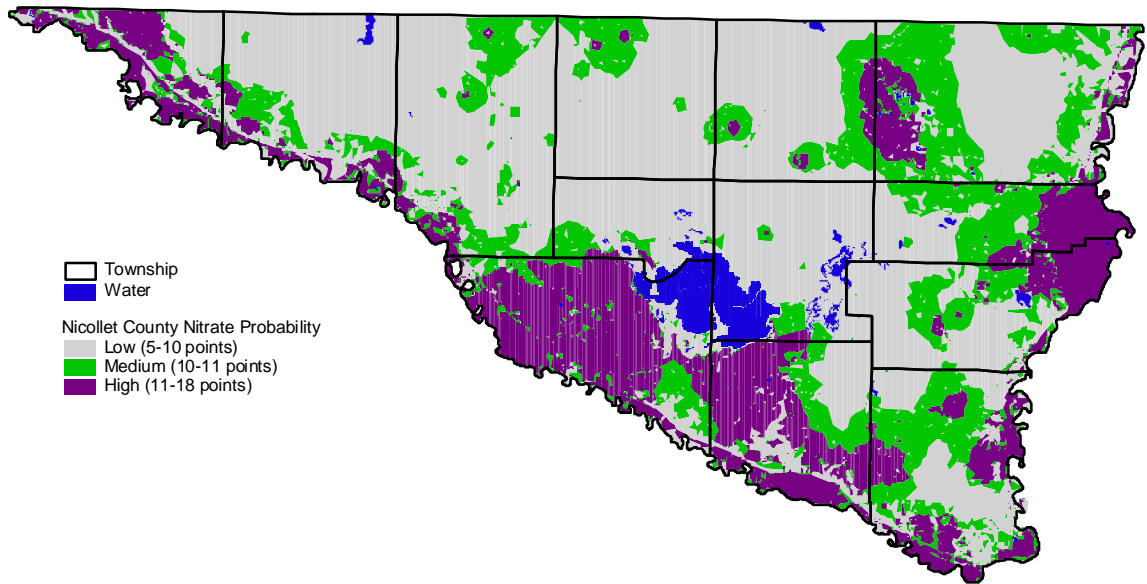 Township
Water
Nicollet County Nitrate Probability
Low (5-10 points)
Medium (10-11 points)
High (11-18 points)